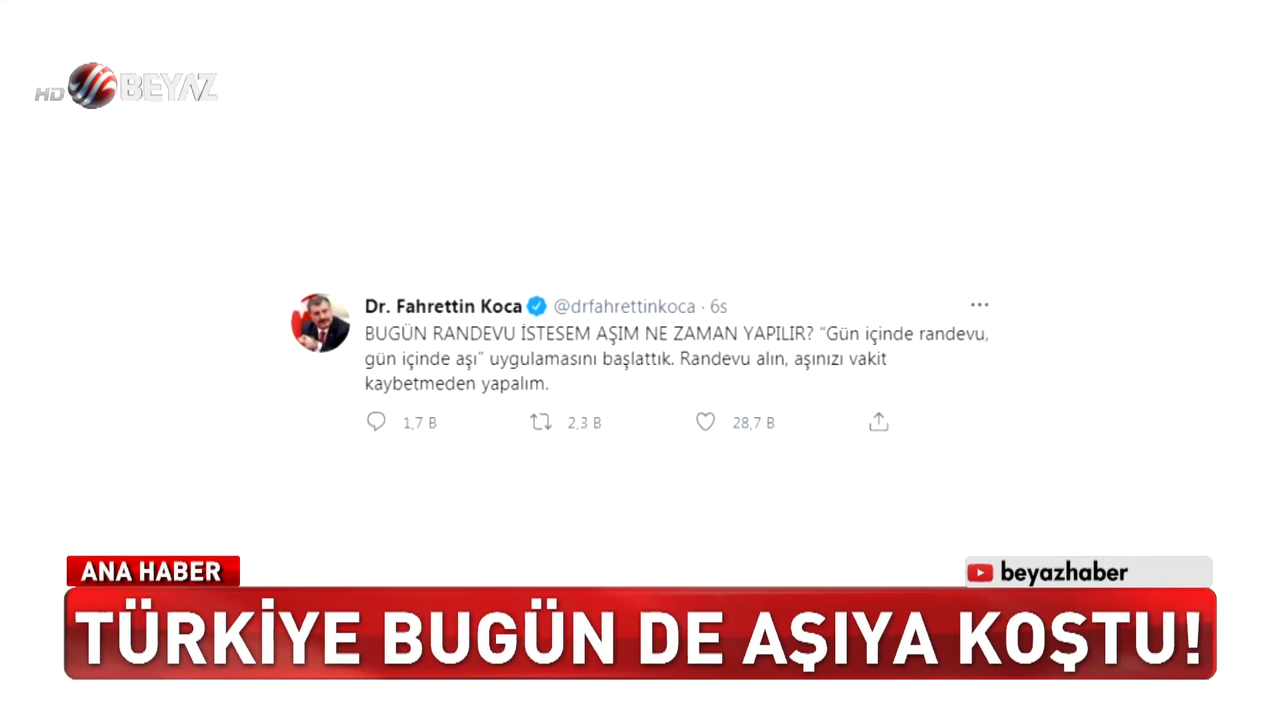 HD BEYAZ
Dr. Fahrettin Koca @drfahrettinkoca · 6s
BUGÜN RANDEVU İSTESEM AŞIM NE ZAMAN YAPILIR? “Gün içinde randevu,
gün içinde aşı” uygulamasını başlattık. Randevu alın, aşınızı vakit
kaybetmeden yapalım.
1,7 B 2,3 B 28,7 B
ANA HABER
beyazhaber
TÜRKİYE BUGÜN DE AŞIYA KOŞTU!